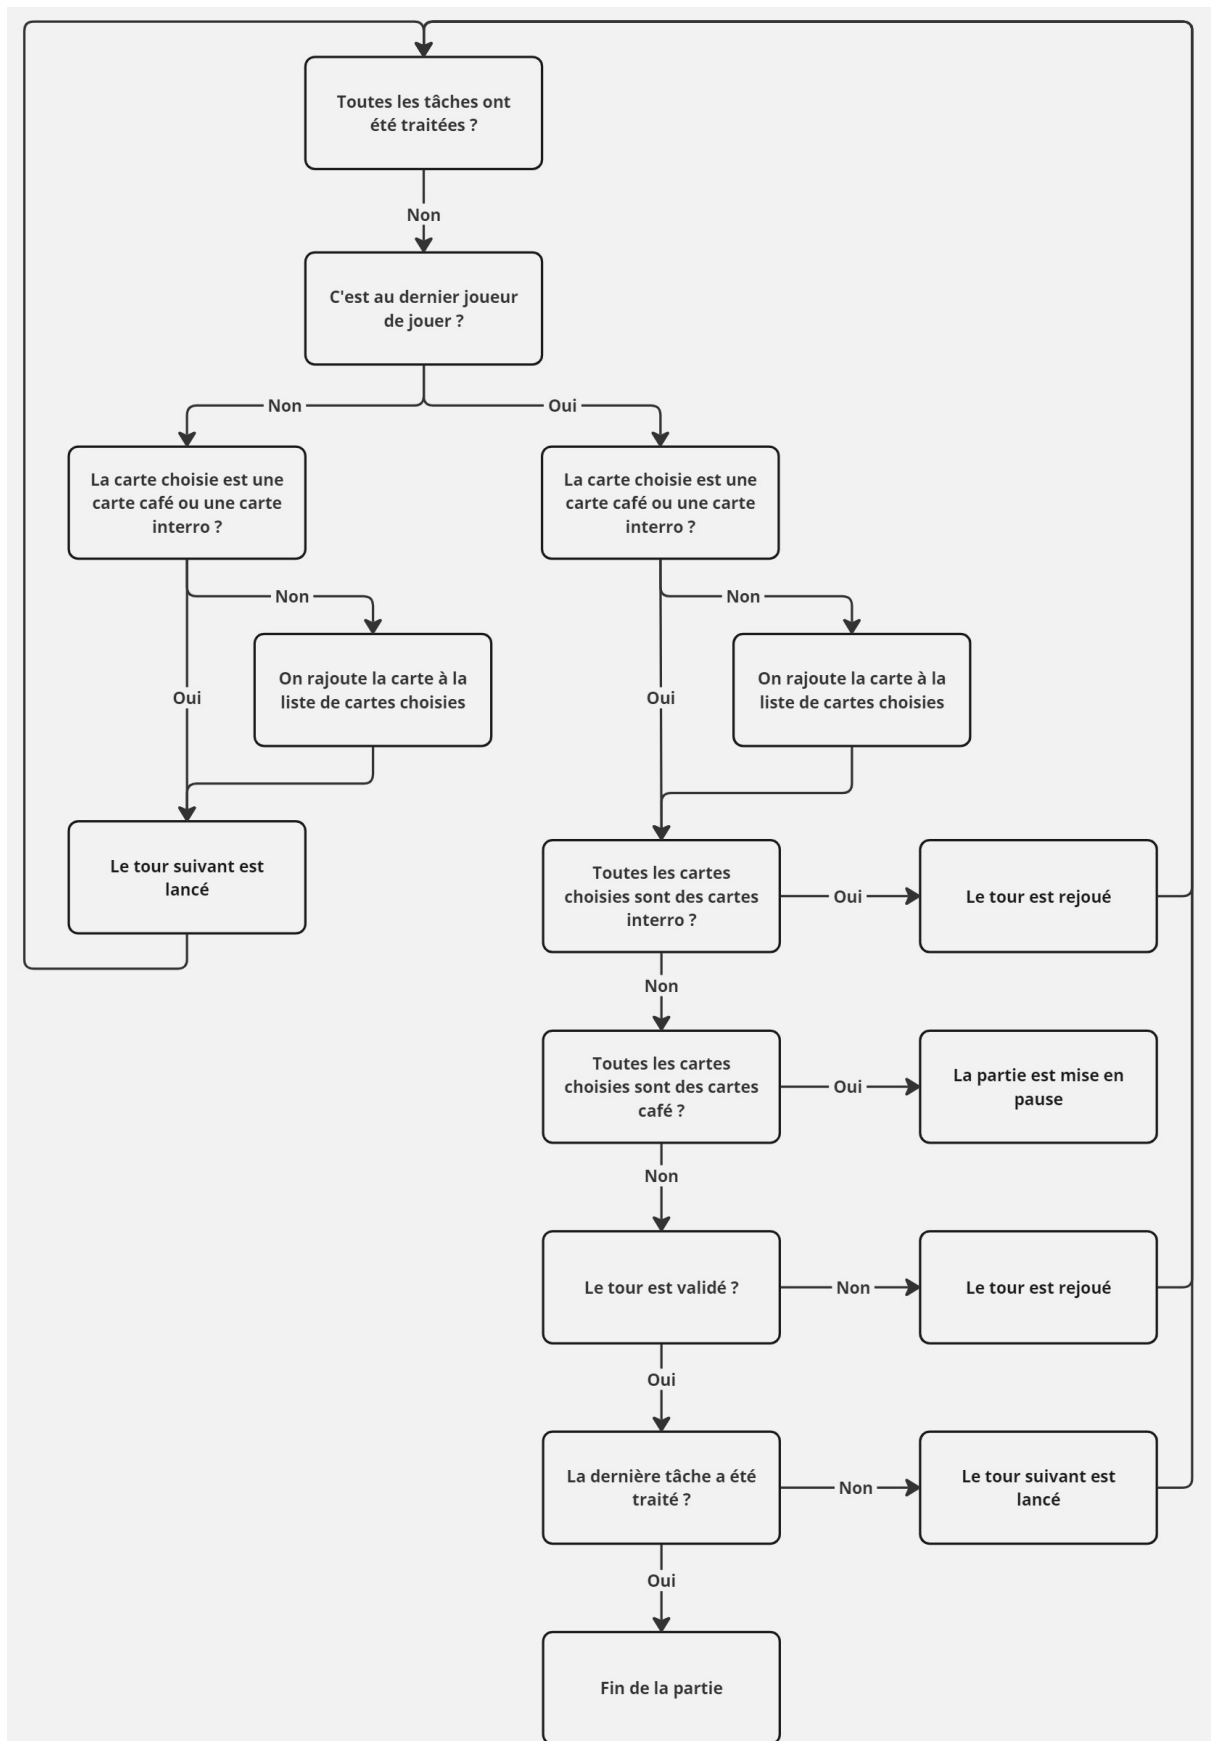 Toutes les tâches ont
été traitées ?
Non
C'est au dernier joueur
de jouer ?
Non
Oui
La carte choisie est une
carte café ou une carte
interro ?
La carte choisie est une
carte café ou une carte
interro ?
Non
Non
On rajoute la carte à la
liste de cartes choisies
On rajoute la carte à la
liste de cartes choisies
Oui
Oui
Le tour suivant est
lancé
Toutes les cartes
choisies sont des cartes
interro ?
Oui
Le tour est rejoué
Non
Toutes les cartes
choisies sont des cartes
café ?
Oui
La partie est mise en
pause
Non
Le tour est validé ?
Non
Le tour est rejoué
Oui
La dernière tâche a été
traité ?
Non
Le tour suivant est
lancé
Oui
Fin de la partie